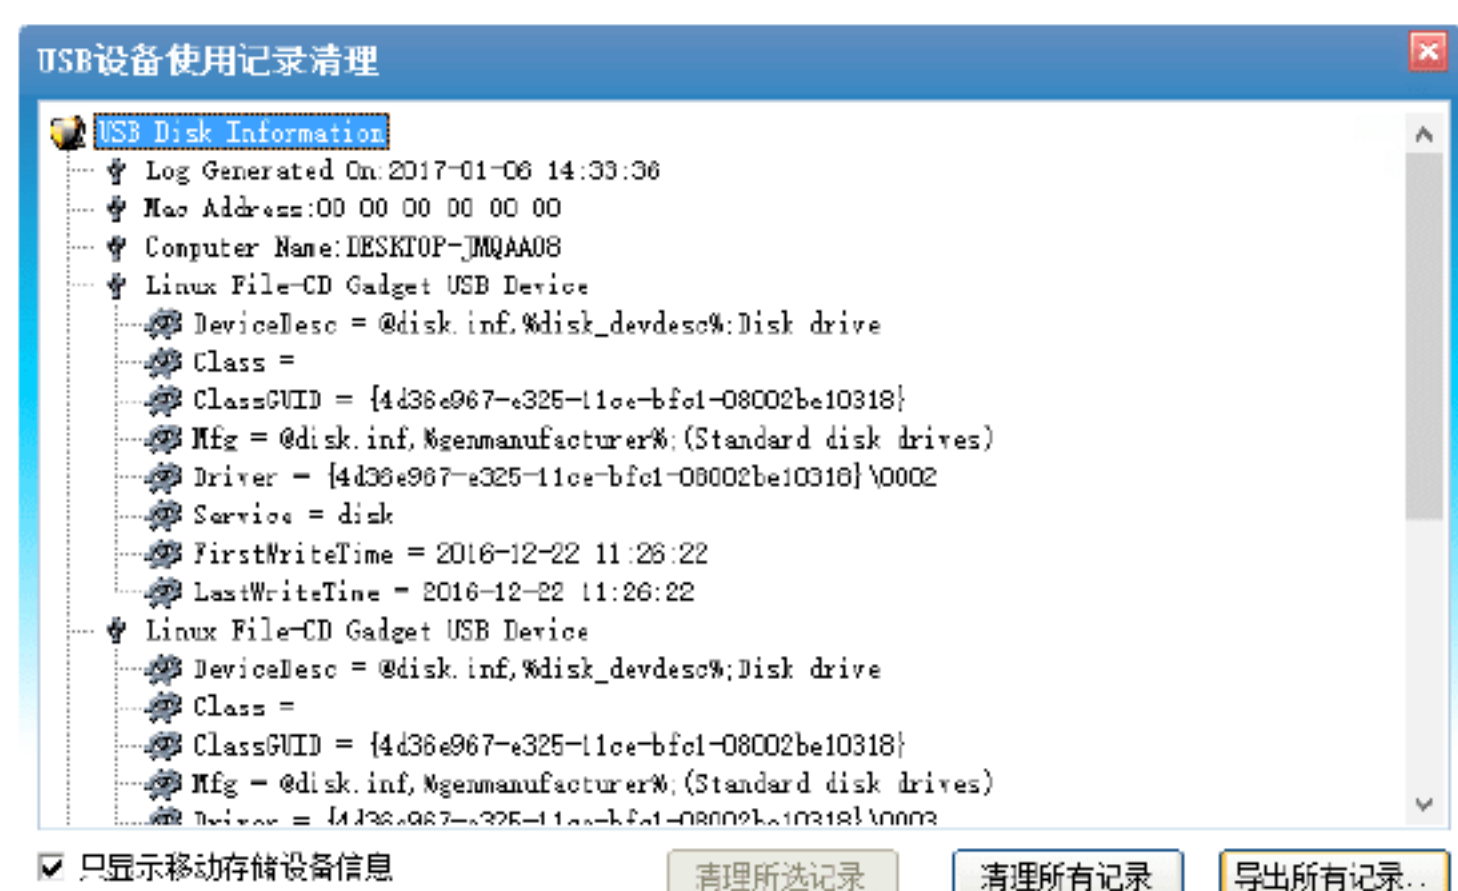 USB设备使用记录清理
USB Disk Information
Log Generated On:2017-01-06 14:33:36
Mac Address:00 00 00 00 00 00
Computer Name:DESKTOP-JMQAA08
Linux File-CD Gadget USB Device
DeviceDesc = @disk.inf,%disk_devdesc%;Disk drive
Class =
ClassGUID = {4d36e967-e325-11ce-bfc1-08002be10318}
Mfg = @disk.inf,%genmanufacturer%;(Standard disk drives)
Driver = {4d36e967-e325-11ce-bfc1-08002be10318}\0002
Service = disk
FirstWriteTime = 2016-12-22 11:26:22
LastWriteTime = 2016-12-22 11:26:22
Linux File-CD Gadget USB Device
DeviceDesc = @disk.inf,%disk_devdesc%;Disk drive
Class =
ClassGUID = {4d36e967-e325-11ce-bfc1-08002be10318}
Mfg = @disk.inf,%genmanufacturer%;(Standard disk drives)
Driver = {4d36e967-e325-11ce-bfc1-08002be10318}\0003
只显示移动存储设备信息
清理所选记录
清理所有记录
导出所有记录..